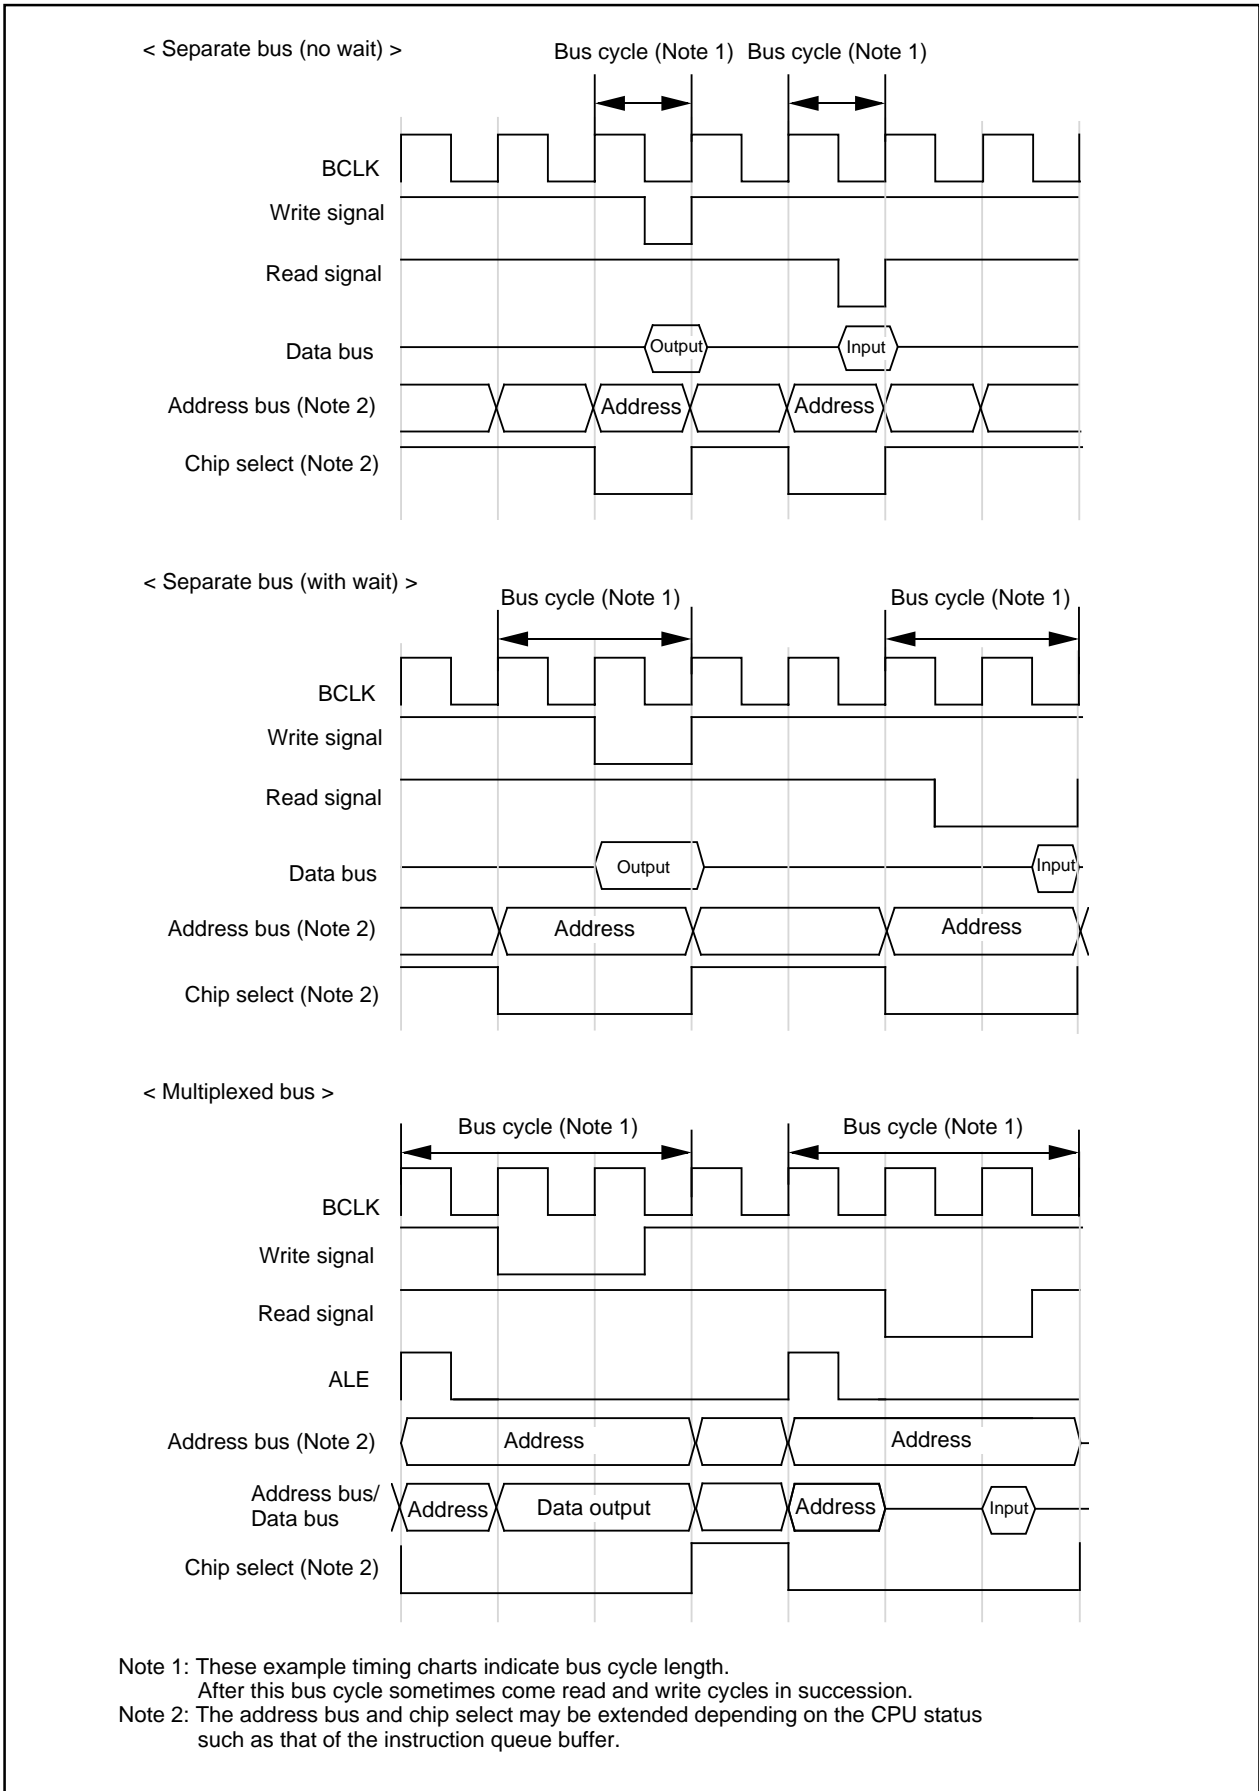 < Separate bus (no wait) >
Bus cycle (Note 1) Bus cycle (Note 1)
BCLK
Write signal
Read signal
Data bus
Output
Input
Address bus (Note 2)
Address
Address
Chip select (Note 2)
< Separate bus (with wait) >
Bus cycle (Note 1)
Bus cycle (Note 1)
BCLK
Write signal
Read signal
Data bus
Output
Input
Address bus (Note 2)
Address
Address
Chip select (Note 2)
< Multiplexed bus >
Bus cycle (Note 1)
Bus cycle (Note 1)
BCLK
Write signal
Read signal
ALE
Address bus (Note 2)
Address
Address
Address bus/
Data bus
Address
Data output
Address
Input
Chip select (Note 2)
Note 1: These example timing charts indicate bus cycle length.
After this bus cycle sometimes come read and write cycles in succession.
Note 2: The address bus and chip select may be extended depending on the CPU status
such as that of the instruction queue buffer.